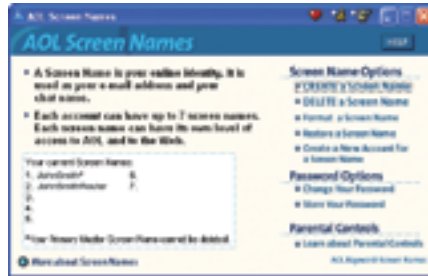 AOL Screen Names
AOL Screen Names
HELP
• A Screen Name is your online identity. It is
used as your e-mail address and your
chat name.
• Each account can have up to 7 screen names.
Each screen name can have its own level of
access to AOL and to the Web.
Your current Screen Names:
1. JohnSmith* 6.
2. JohnSmithHouse 7.
3.
4.
5.
*Your Primary Master Screen Name cannot be deleted.
More about Screen Names
Screen Name Options
CREATE a Screen Name
DELETE a Screen Name
Format a Screen Name
Restore a Screen Name
Create a New Account for
a Screen Name
Password Options
Change Your Password
Store Your Password
Parental Controls
Learn about Parental Controls
AOL Keyword: Screen Names